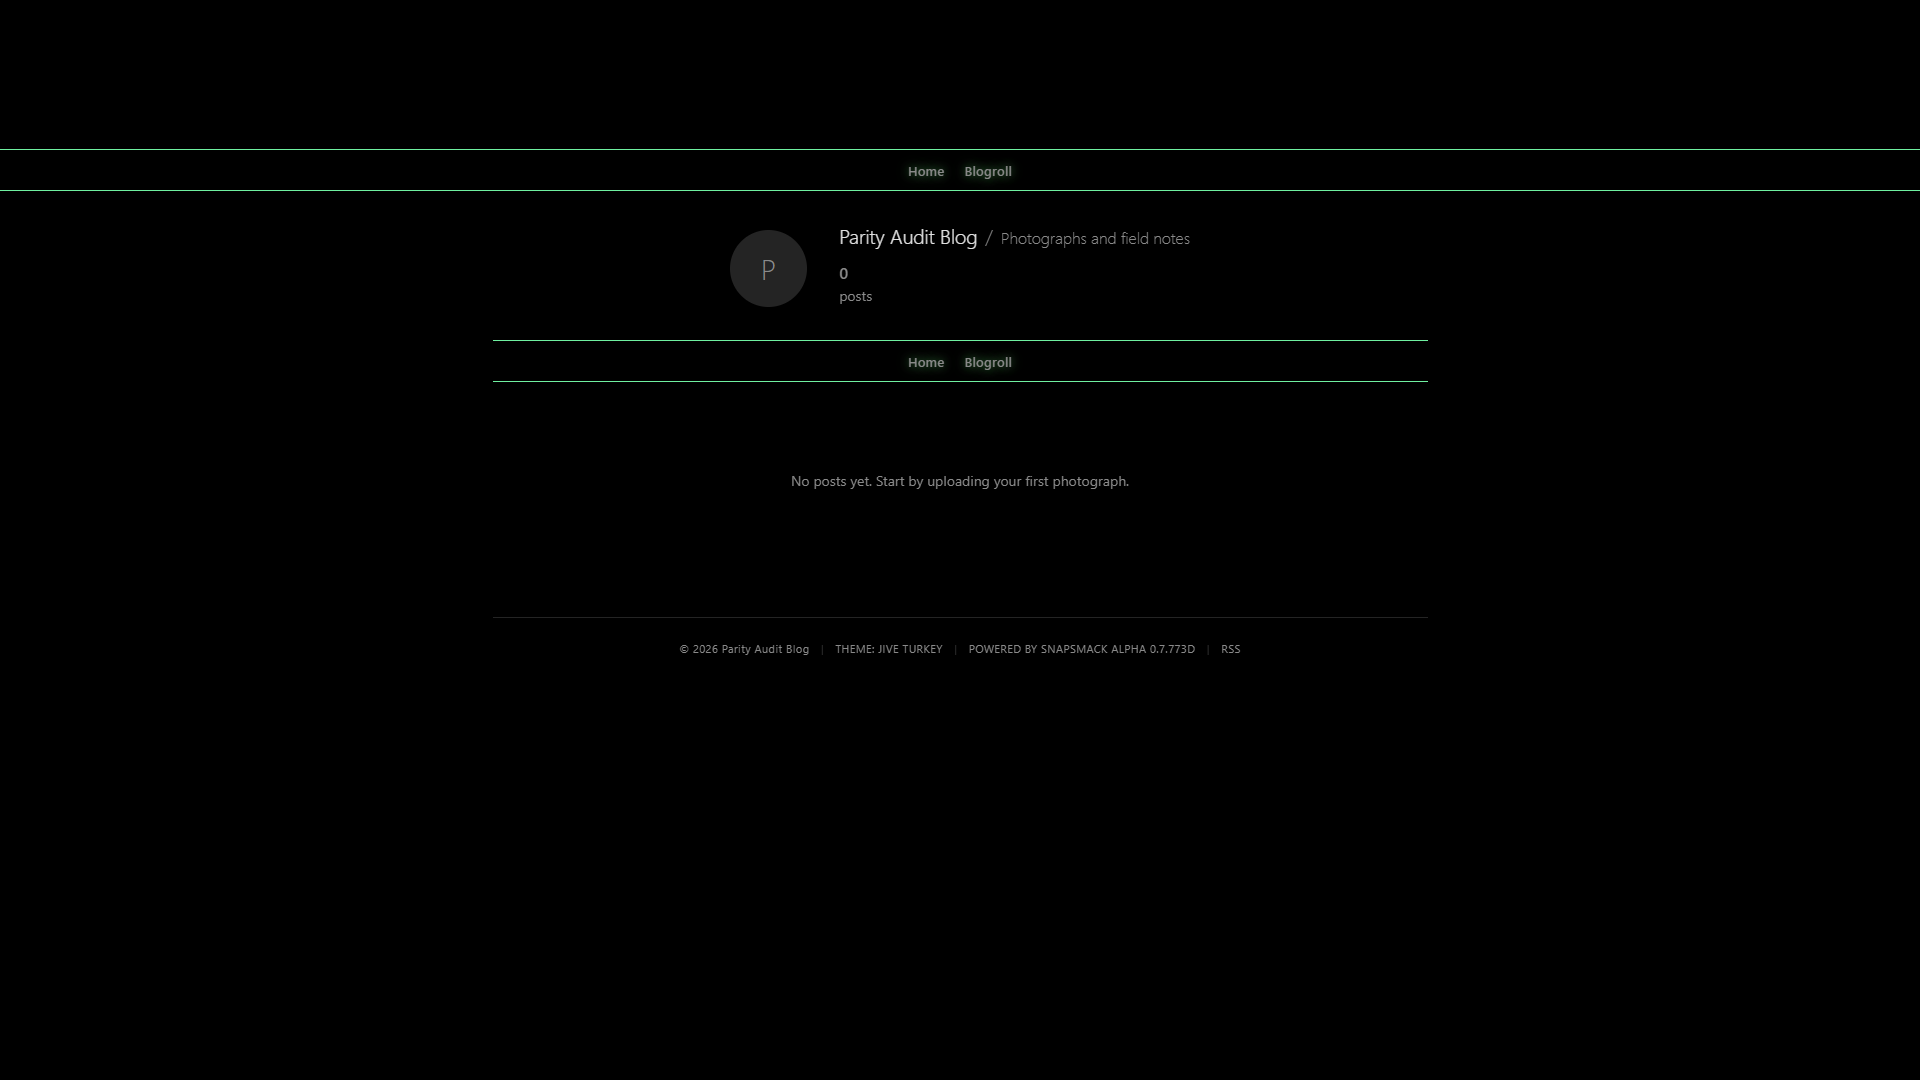 Home Blogroll
P
Parity Audit Blog / Photographs and field notes
0
posts
Home Blogroll
No posts yet. Start by uploading your first photograph.
© 2026 Parity Audit Blog | THEME: JIVE TURKEY | POWERED BY SNAPSMACK ALPHA 0.7.773D | RSS